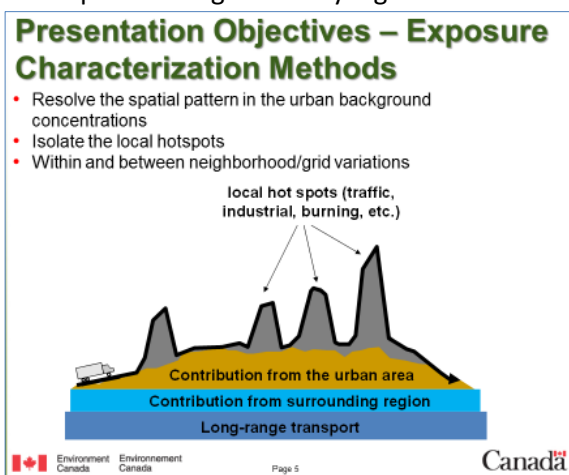 Presentation Objectives – Exposure
Characterization Methods
• Resolve the spatial pattern in the urban background
concentrations
• Isolate the local hotspots
• Within and between neighborhood/grid variations
local hot spots (traffic,
industrial, burning, etc.)
Contribution from the urban area
Contribution from surrounding region
Long-range transport
Environment Canada
Environnement Canada
Page 5
Canada